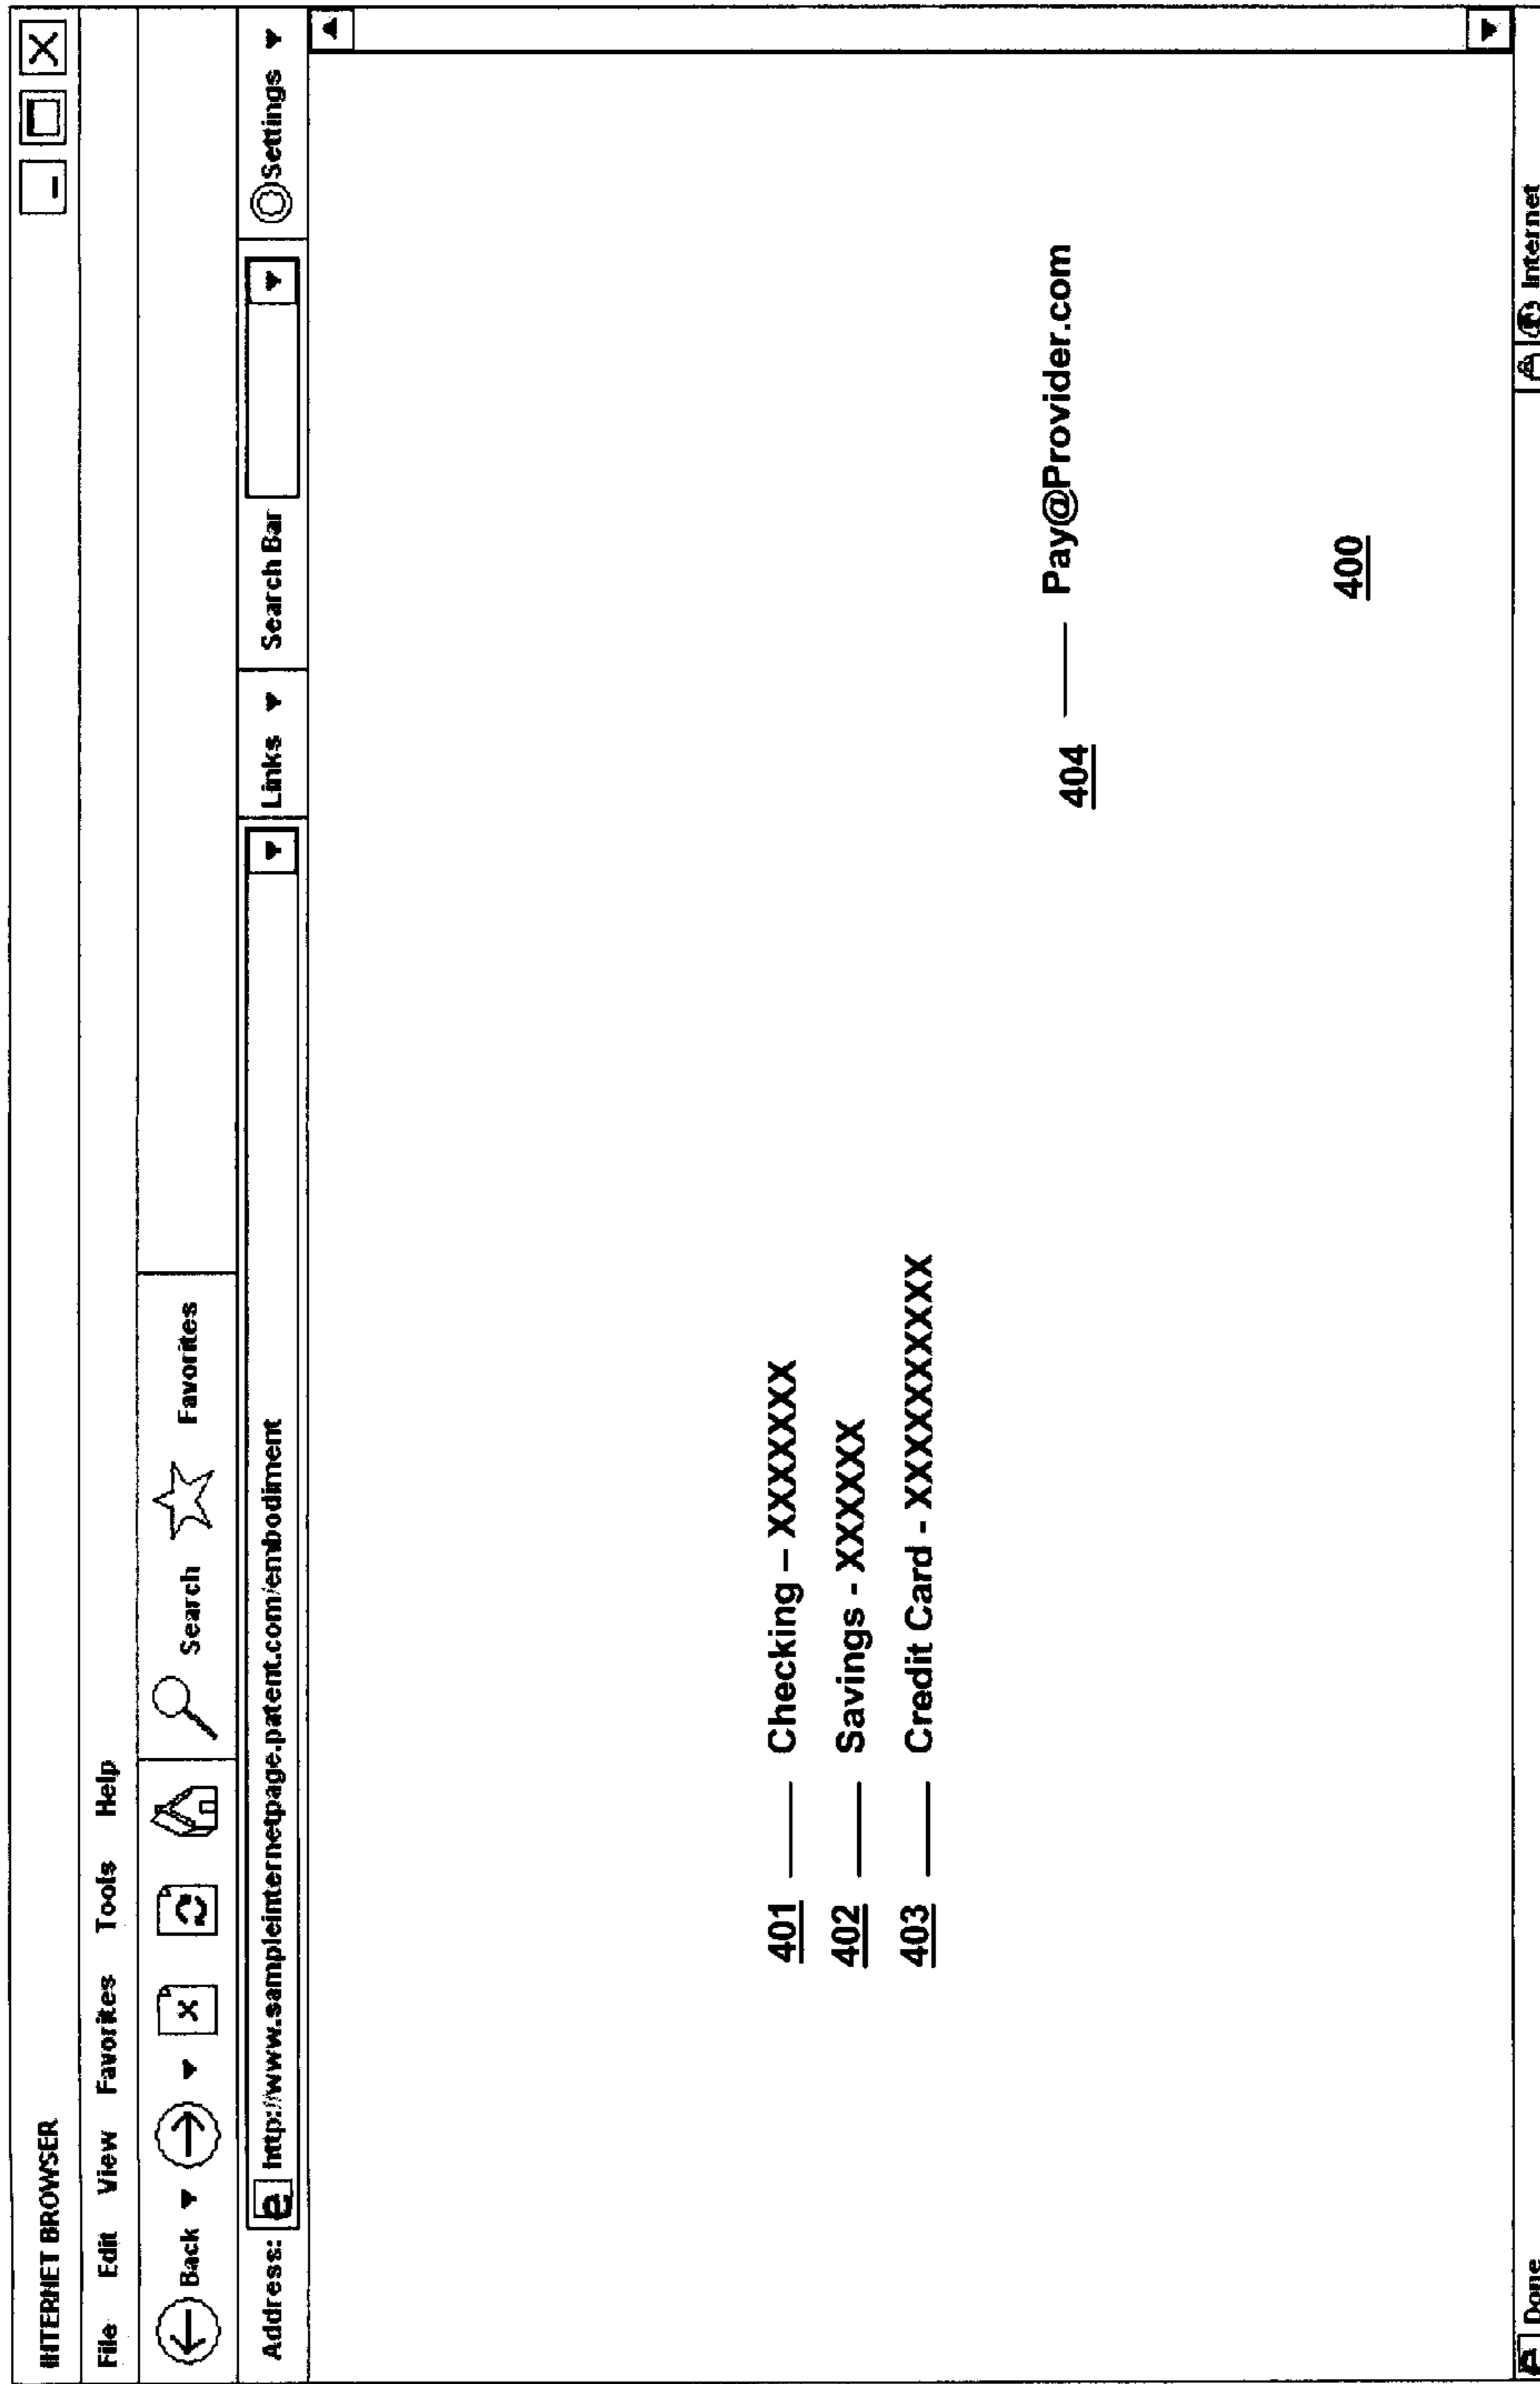 INTERNET BROWSER
File Edit View Favorites Tools Help
Back Search Favorites
Address: http://www.sampleinternetpage.patent.com/embodiment Links Search Bar Settings
401 Checking – XXXXXXX
402 Savings - XXXXXX
403 Credit Card - XXXXXXXXXX
404 Pay@Provider.com
400
Done Internet